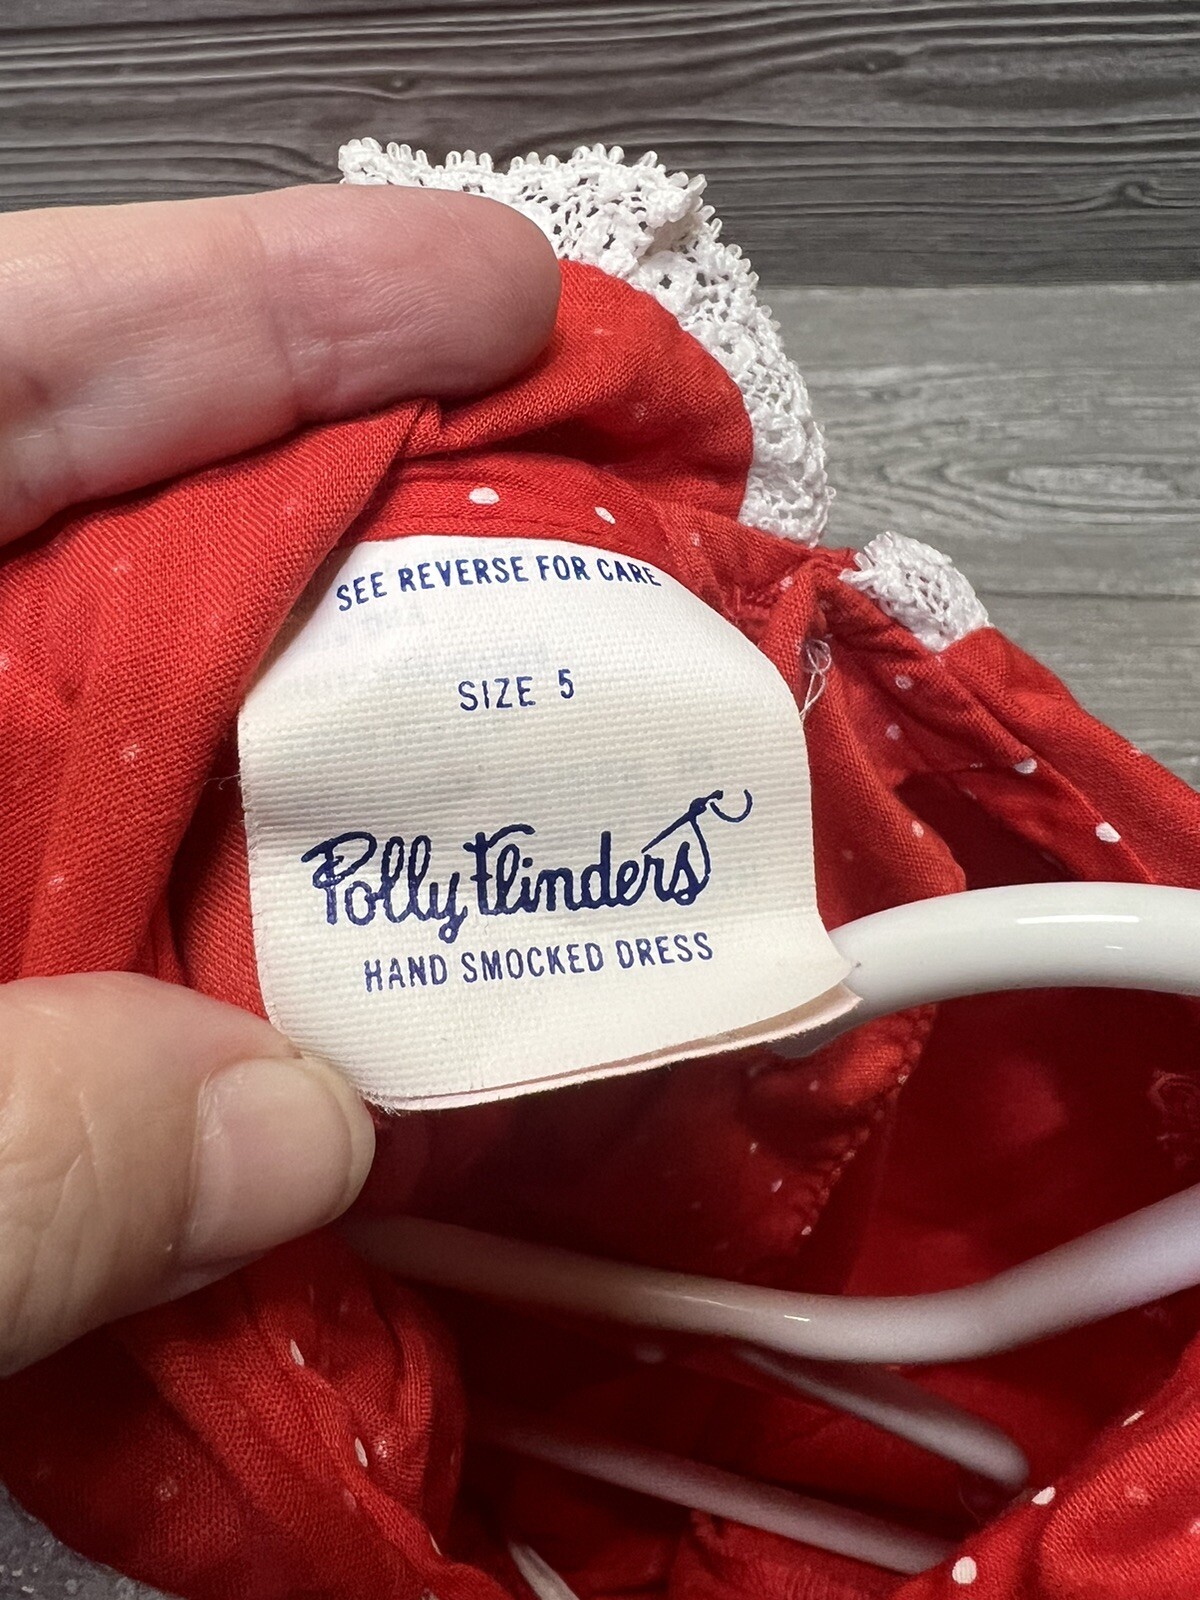 SEE REVERSE FOR CARE
SIZE 5
Polly Flinders
HAND SMOCKED DRESS